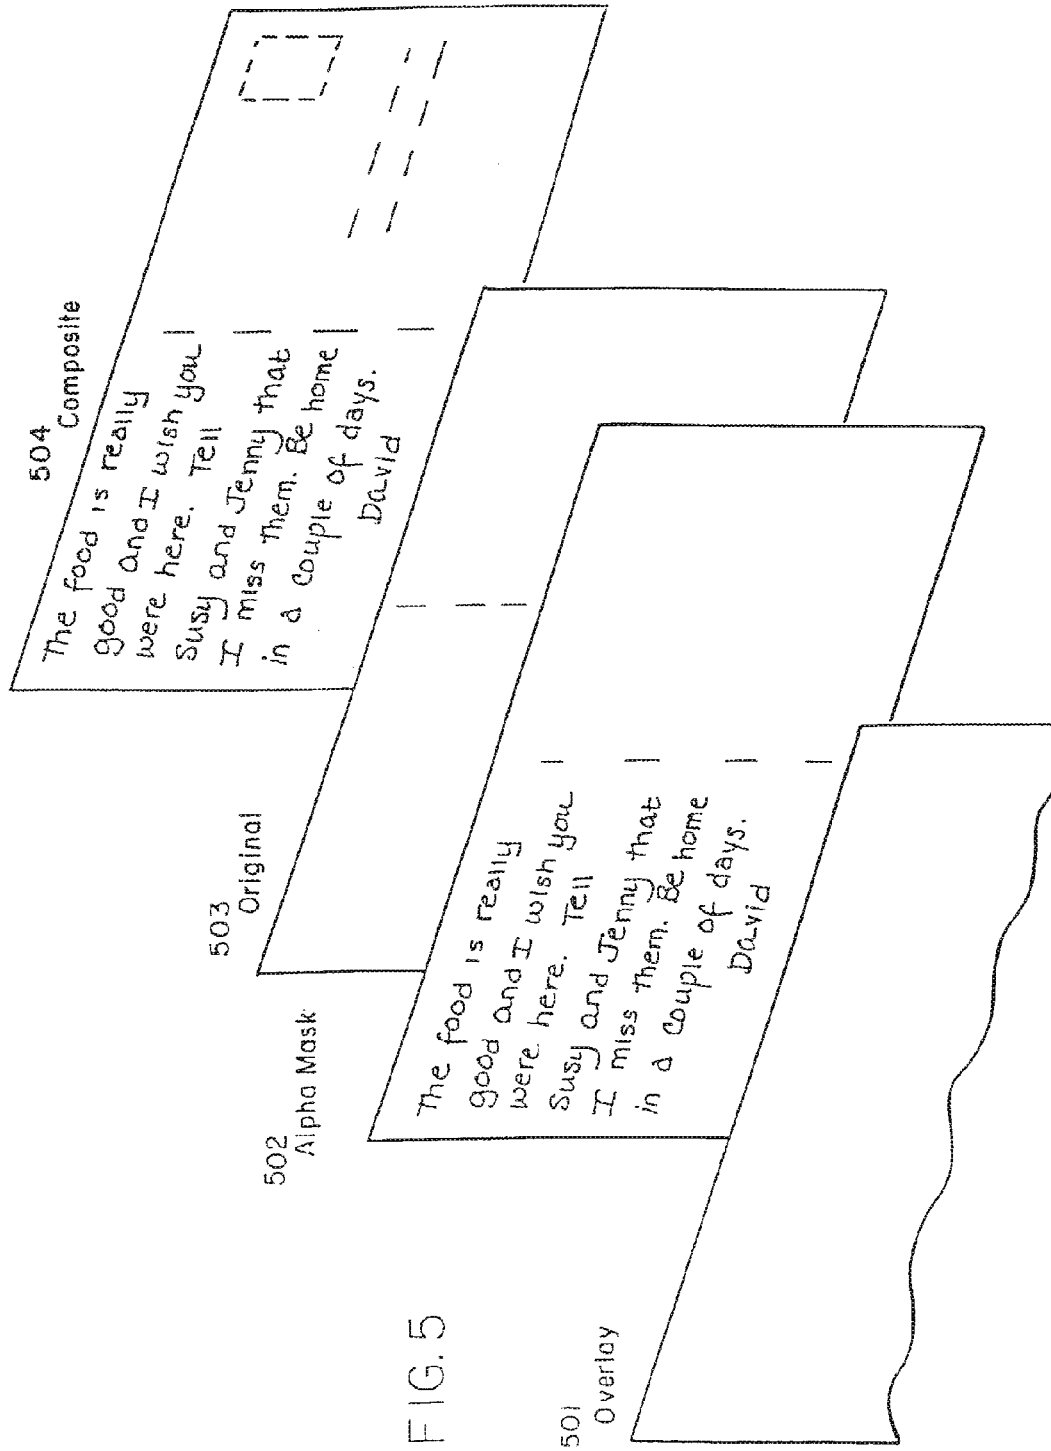 FIG. 5
501
Overlay
502
Alpha Mask
The food is really
good and I wish you
were here. Tell
Susy and Jenny that
I miss them. Be home
in a couple of days.
David
503
Original
504
Composite
The food is really
good and I wish you
were here. Tell
Susy and Jenny that
I miss them. Be home
in a couple of days.
David